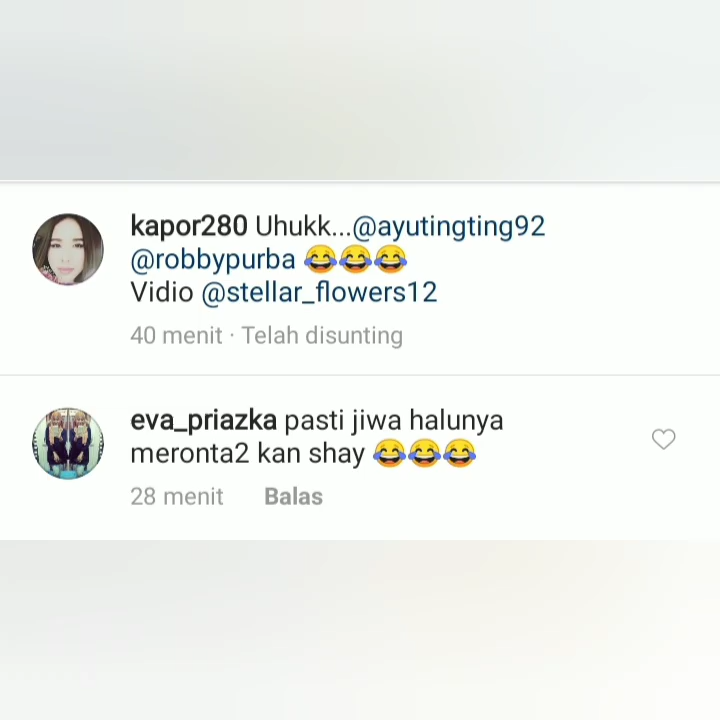 kapor280 Uhukk...@ayutingting92
@robbypurba 😂😂😂
Vidio @stellar_flowers12
40 menit · Telah disunting
eva_priazka pasti jiwa halunya
meronta2 kan shay 😂😂😂
28 menit Balas